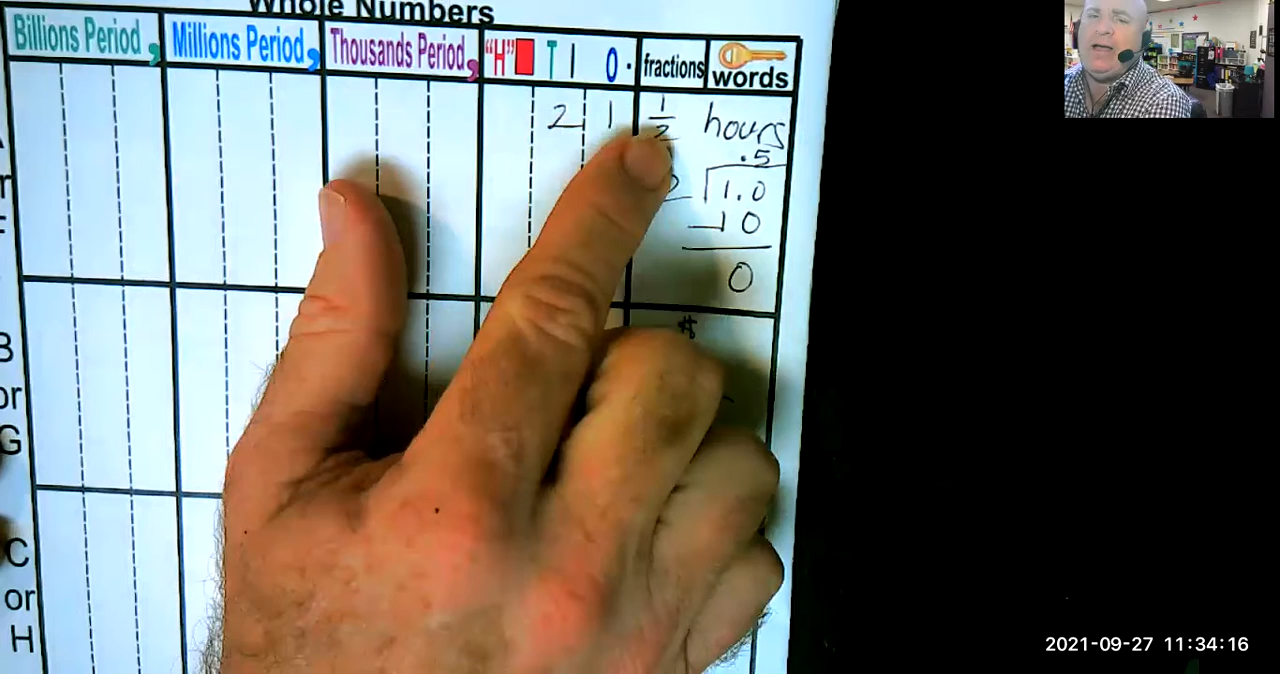 Whole Numbers
Billions Period, Millions Period, Thousands Period, "H" T 1 0. fractions words
2 1 1/2 hours
.5
2 1.0
- 10
0
$
B
or
G
C
or
H
2021-09-27 11:34:16